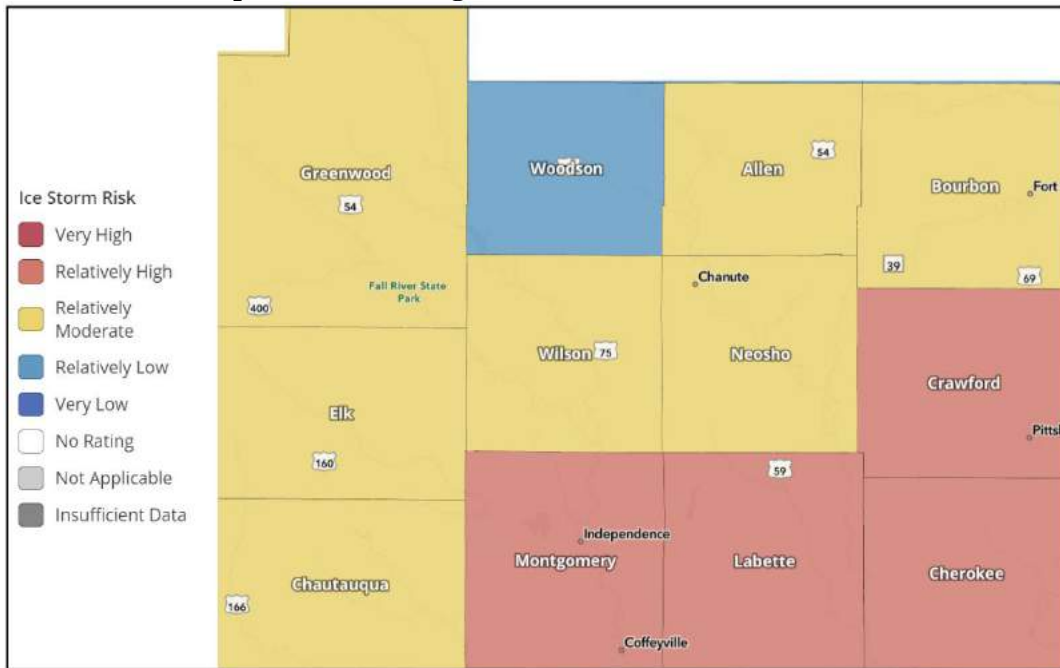 Ice Storm Risk
Very High
Relatively High
Relatively
Moderate
Relatively Low
Very Low
No Rating
Not Applicable
Insufficient Data
Greenwood
54
Fall River State
Park
400
Woodson
Allen
54
Bourbon
Fort
39
69
Chanute
Wilson
75
Neosho
Crawford
Pittsb
Elk
160
59
Independence
Montgomery
Labette
Cherokee
Chautauqua
166
Coffeyville